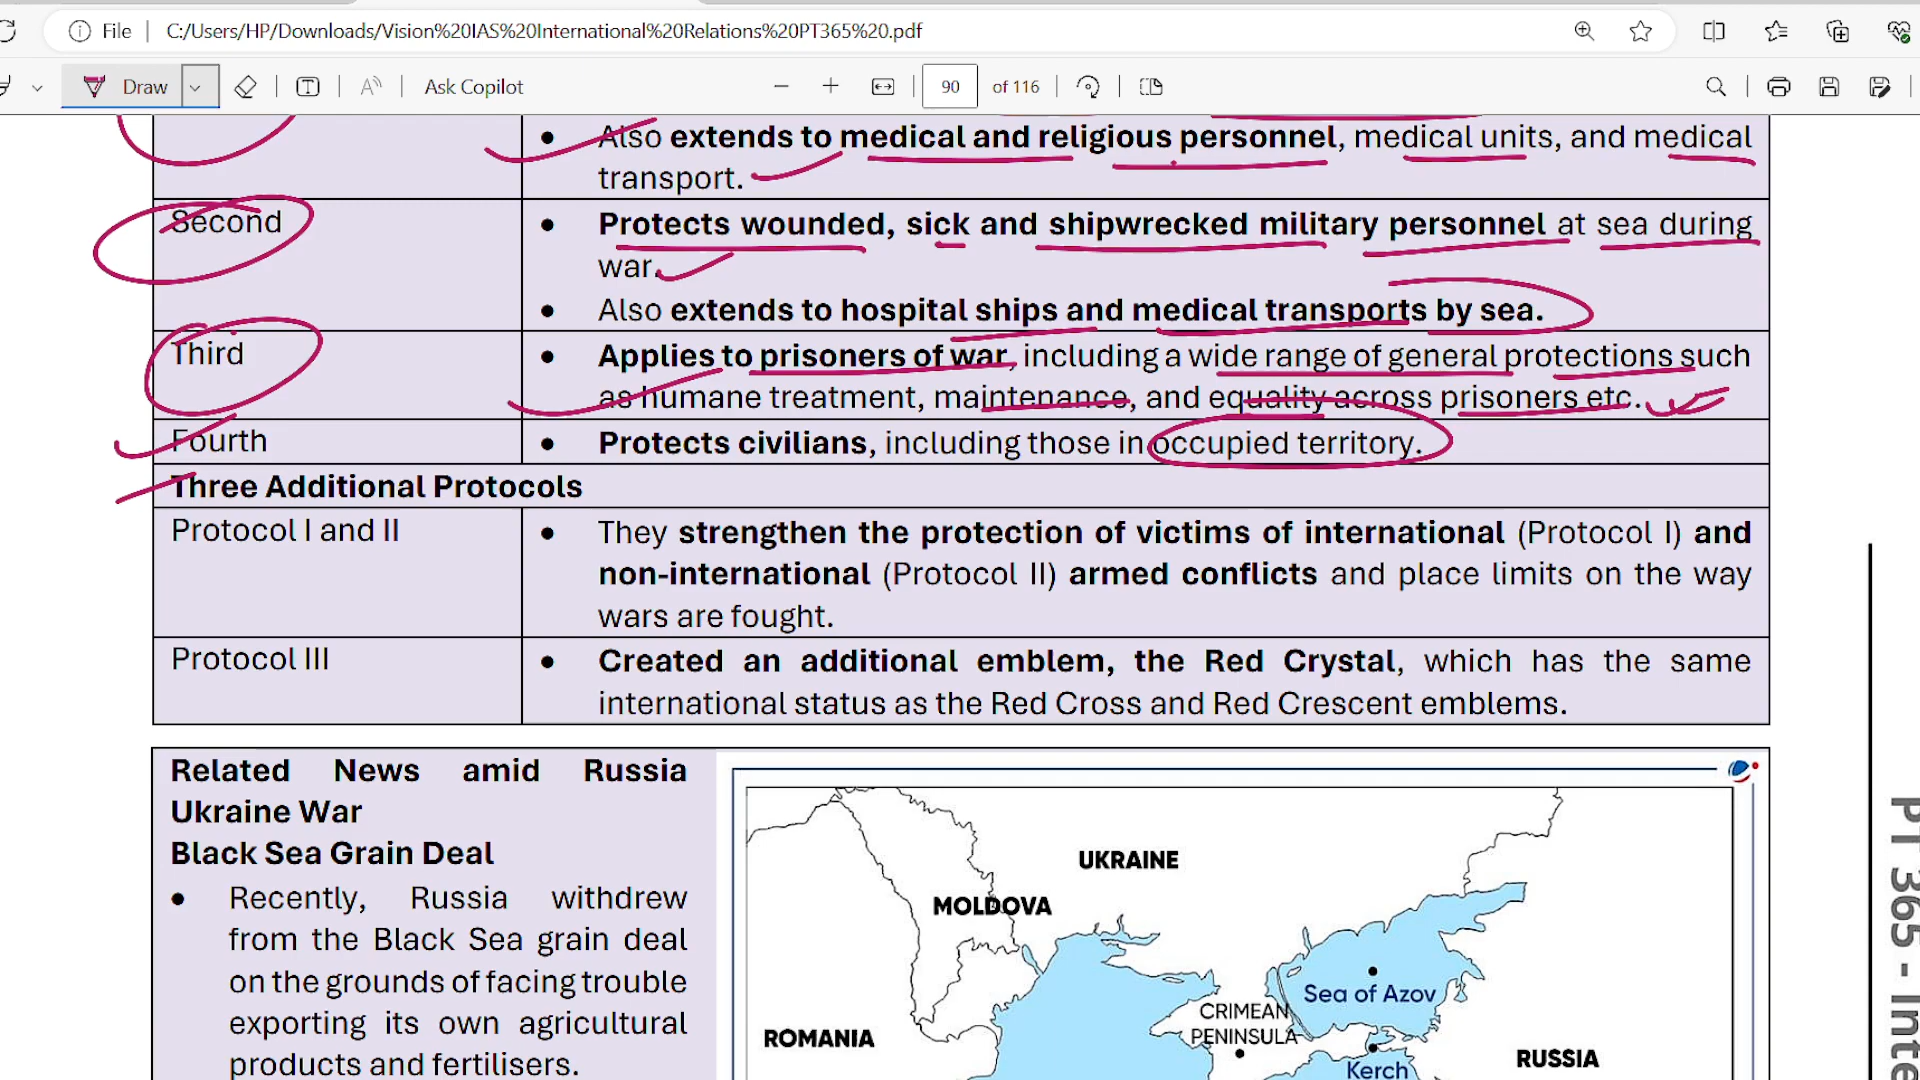 File
C:/Users/HP/Downloads/Vision%20IAS%20International%20Relations%20PT365%20.pdf
Draw
Ask Copilot
90
of 116
Also extends to medical and religious personnel, medical units, and medical
transport.
Second
• Protects wounded, sick and shipwrecked military personnel at sea during
war.
• Also extends to hospital ships and medical transports by sea.
Third
• Applies to prisoners of war, including a wide range of general protections such
as humane treatment, maintenance, and equality across prisoners etc.
Fourth
• Protects civilians, including those in occupied territory.
Three Additional Protocols
Protocol I and II
• They strengthen the protection of victims of international (Protocol I) and
non-international (Protocol II) armed conflicts and place limits on the way
wars are fought.
Protocol III
• Created an additional emblem, the Red Crystal, which has the same
international status as the Red Cross and Red Crescent emblems.
Related News amid Russia
Ukraine War
Black Sea Grain Deal
• Recently, Russia withdrew
from the Black Sea grain deal
on the grounds of facing trouble
exporting its own agricultural
products and fertilisers.
UKRAINE
MOLDOVA
Sea of Azov
CRIMEAN
PENINSULA
ROMANIA
RUSSIA
Kerch
PT 365 - Inte